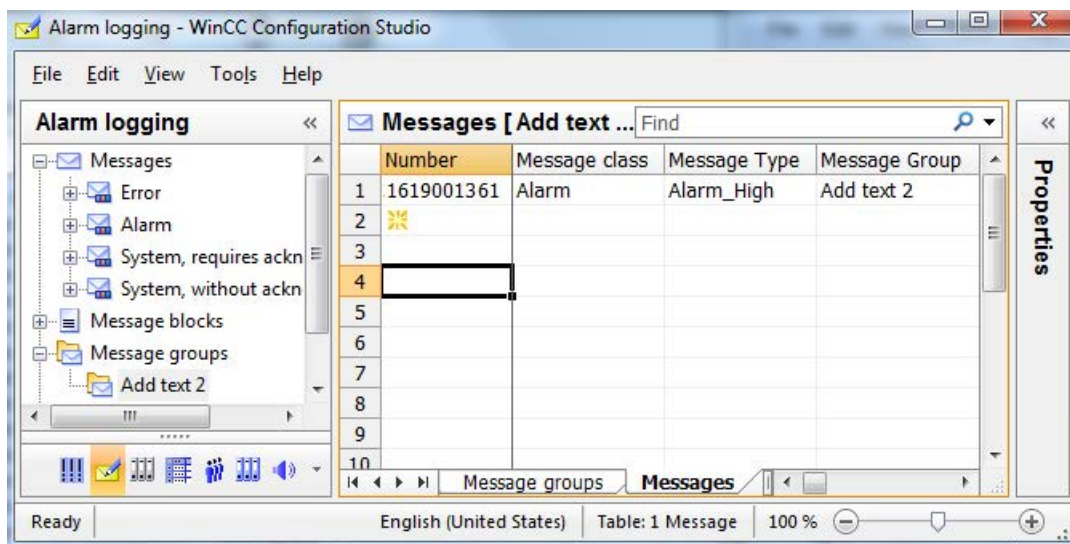 Alarm logging - WinCC Configuration Studio
File Edit View Tools Help
Alarm logging «
Messages [ Add text ... Find
«
Properties
Messages
Error
Alarm
System, requires ackn
System, without ackn
Message blocks
Message groups
Add text 2
Number Message class Message Type Message Group
1 1619001361 Alarm Alarm_High Add text 2
2
3
4
5
6
7
8
9
10
Message groups Messages
Ready English (United States) Table: 1 Message 100 %